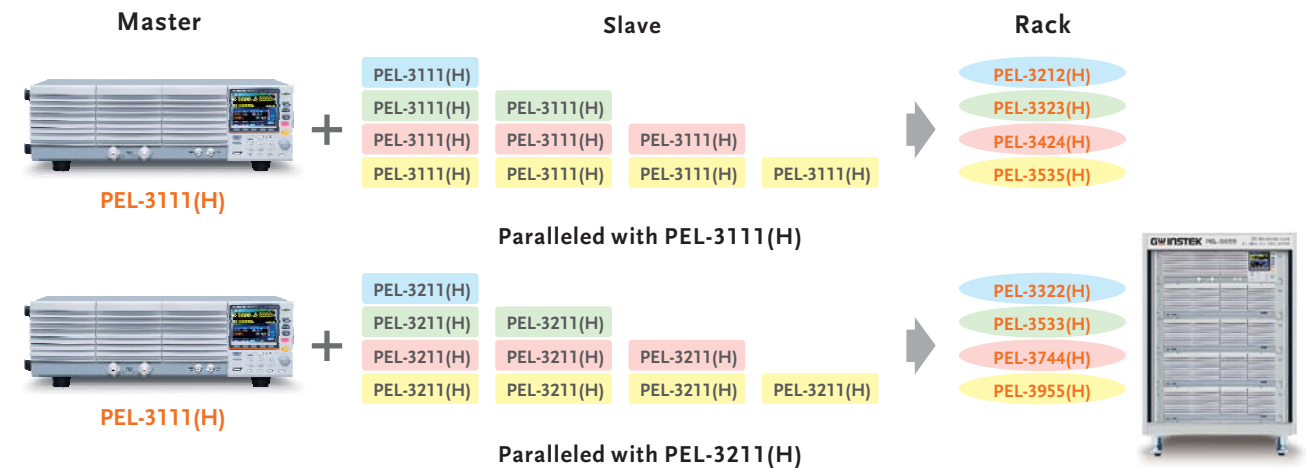 Master Slave Rack
PEL-3111(H) PEL-3212(H)
PEL-3111(H) PEL-3111(H) PEL-3323(H)
PEL-3111(H) PEL-3111(H) PEL-3111(H) PEL-3424(H)
PEL-3111(H) PEL-3111(H) PEL-3111(H) PEL-3111(H) PEL-3535(H)
+
PEL-3111(H)
Paralleled with PEL-3111(H)
GW INSTEK
PEL-3211(H) PEL-3322(H)
PEL-3211(H) PEL-3211(H) PEL-3533(H)
PEL-3211(H) PEL-3211(H) PEL-3211(H) PEL-3744(H)
PEL-3211(H) PEL-3211(H) PEL-3211(H) PEL-3211(H) PEL-3955(H)
+
PEL-3111(H)
Paralleled with PEL-3211(H)